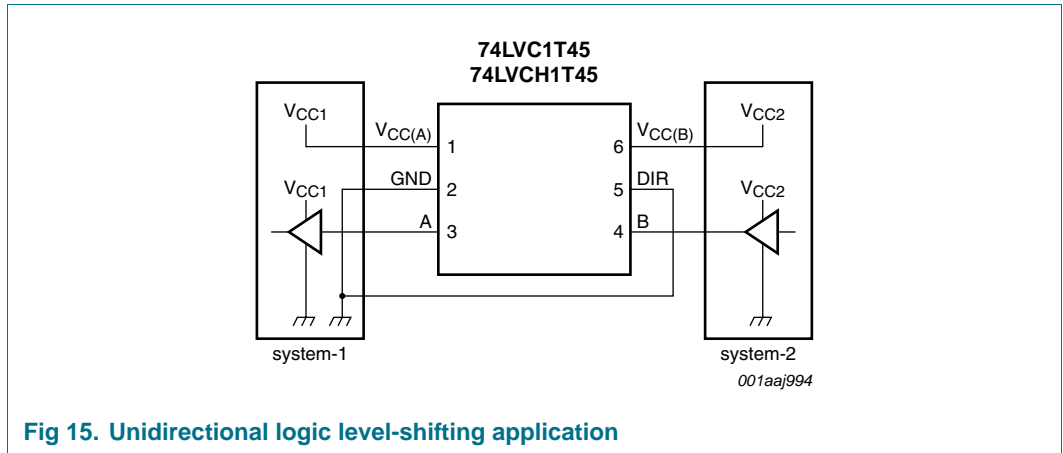 74LVC1T45
74LVCH1T45
VCC1
VCC(A)
1
6
VCC(B)
VCC2
GND
2
5
DIR
VCC1
VCC2
A
3
4
B
system-1
system-2
001aaj994
Fig 15. Unidirectional logic level-shifting application